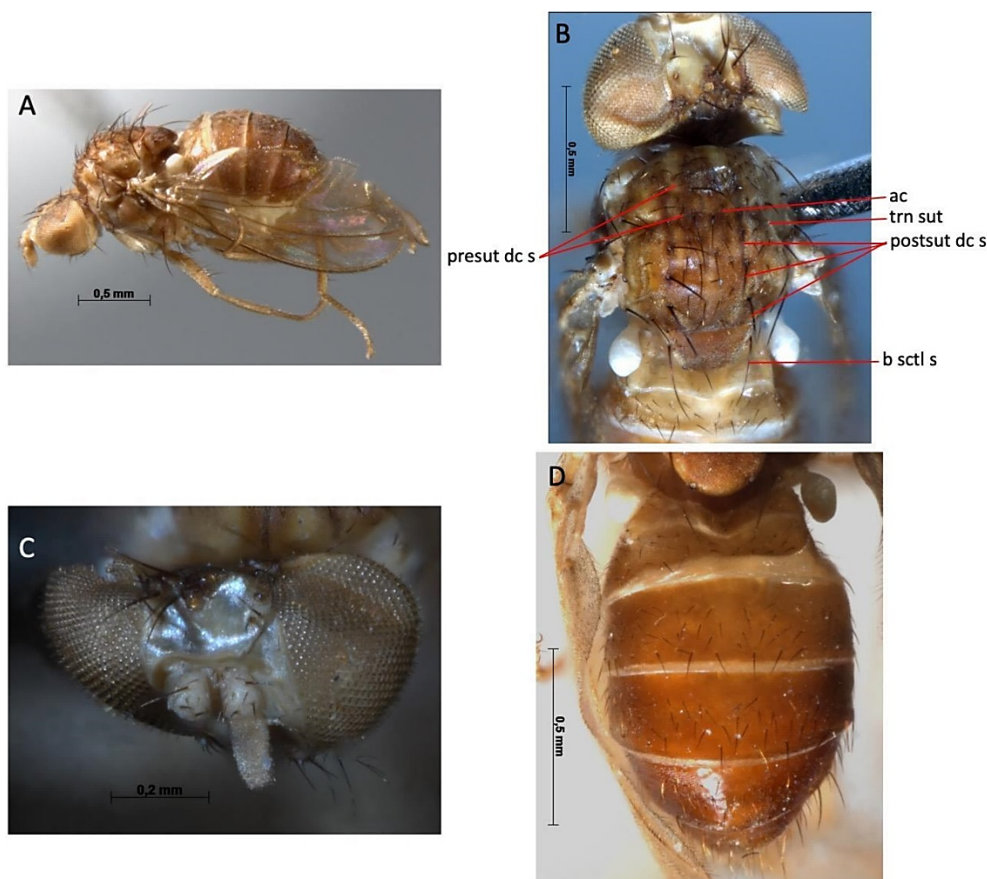 A
0,5 mm
B
0,5 mm
presut dc s
ac
trn sut
postsut dc s
b sctl s
C
0,2 mm
D
0,5 mm